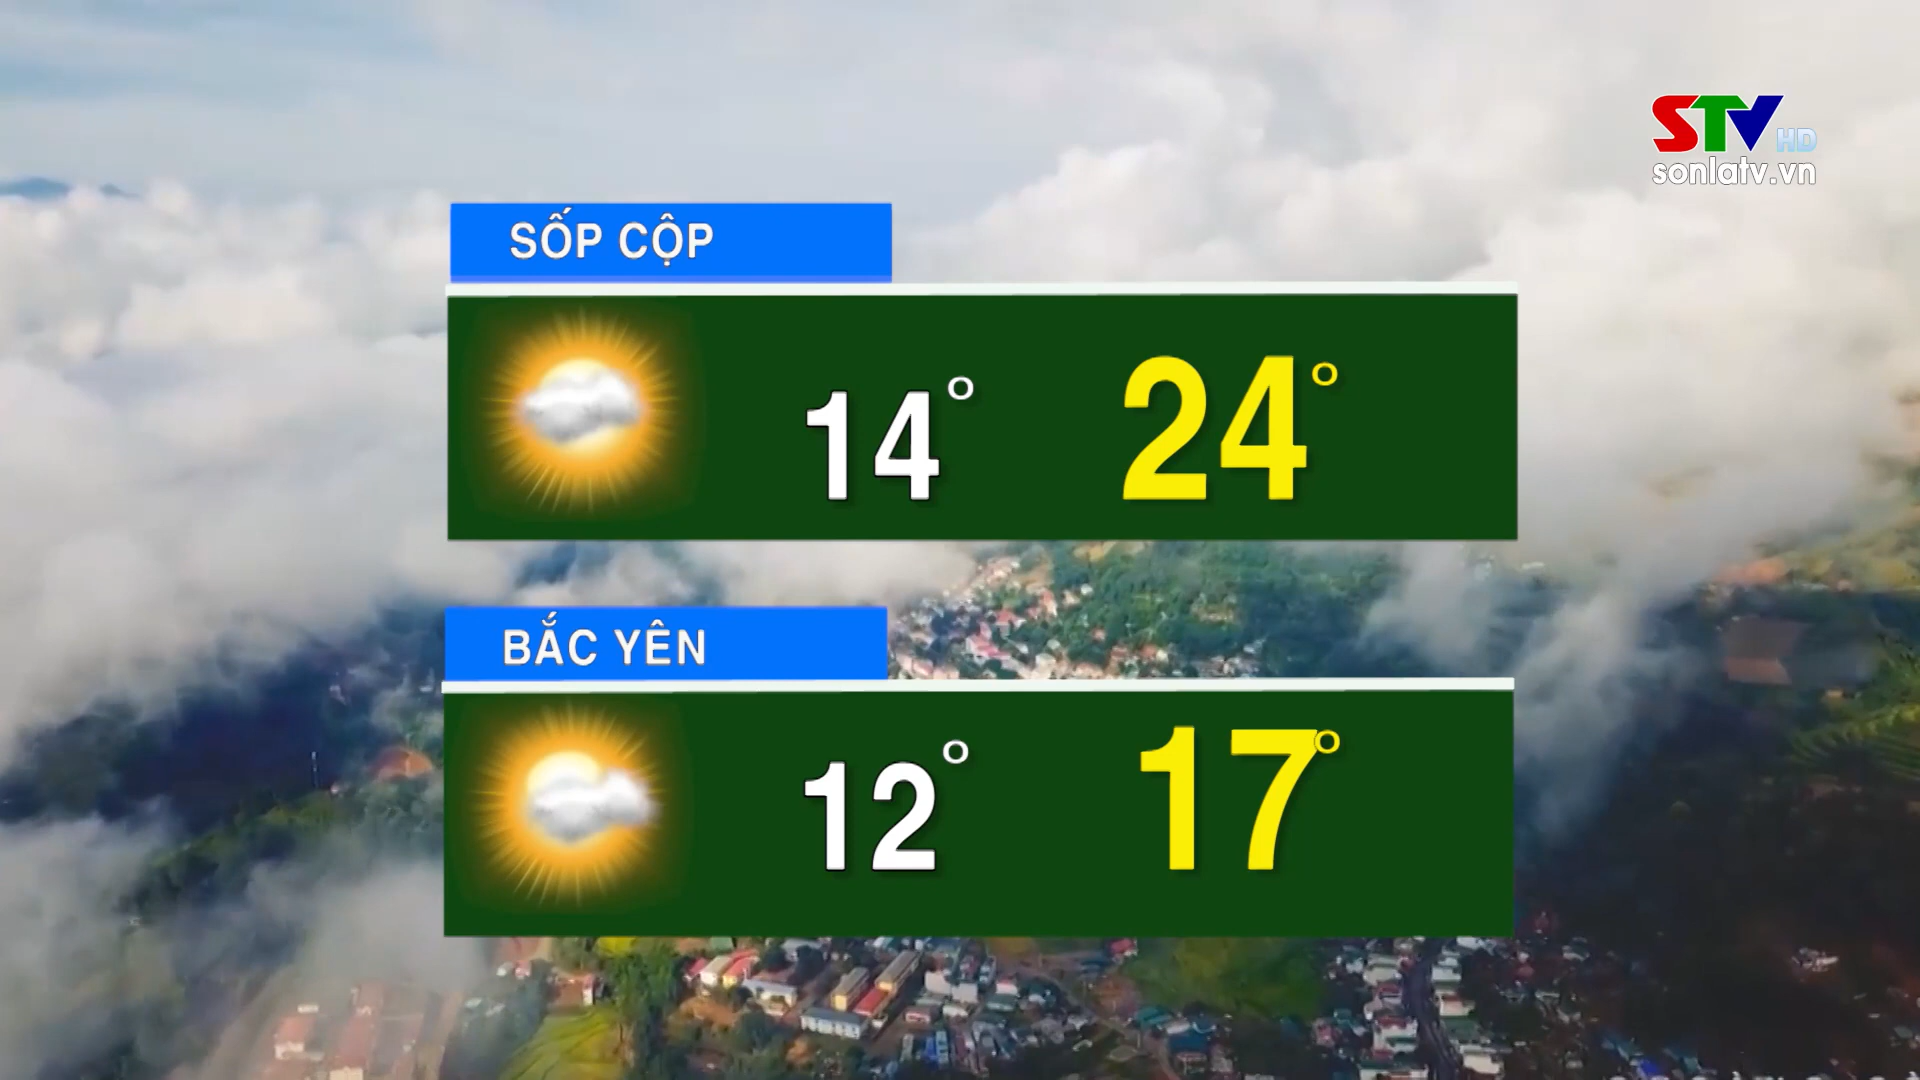 STV HD
sonlatv.vn
SỐP CỘP
14° 24°
BẮC YÊN
12° 17°